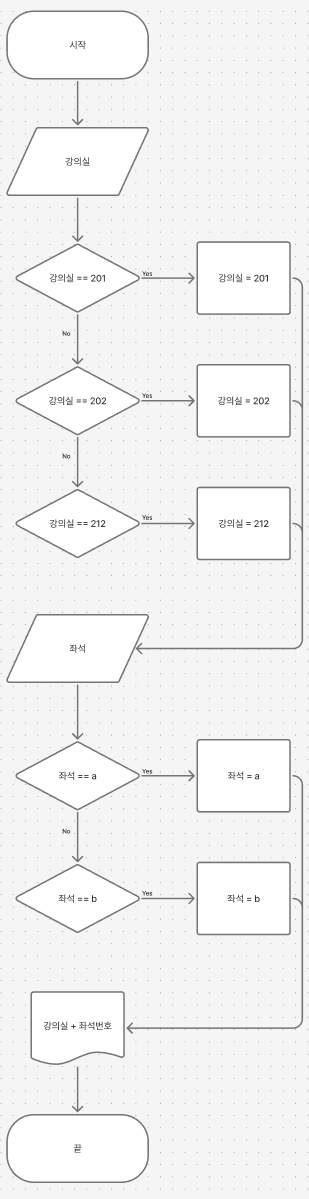 시작
강의실
강의실 == 201
Yes
강의실 = 201
No
강의실 == 202
Yes
강의실 = 202
No
강의실 == 212
Yes
강의실 = 212
좌석
좌석 == a
Yes
좌석 = a
No
좌석 == b
Yes
좌석 = b
강의실 + 좌석번호
끝